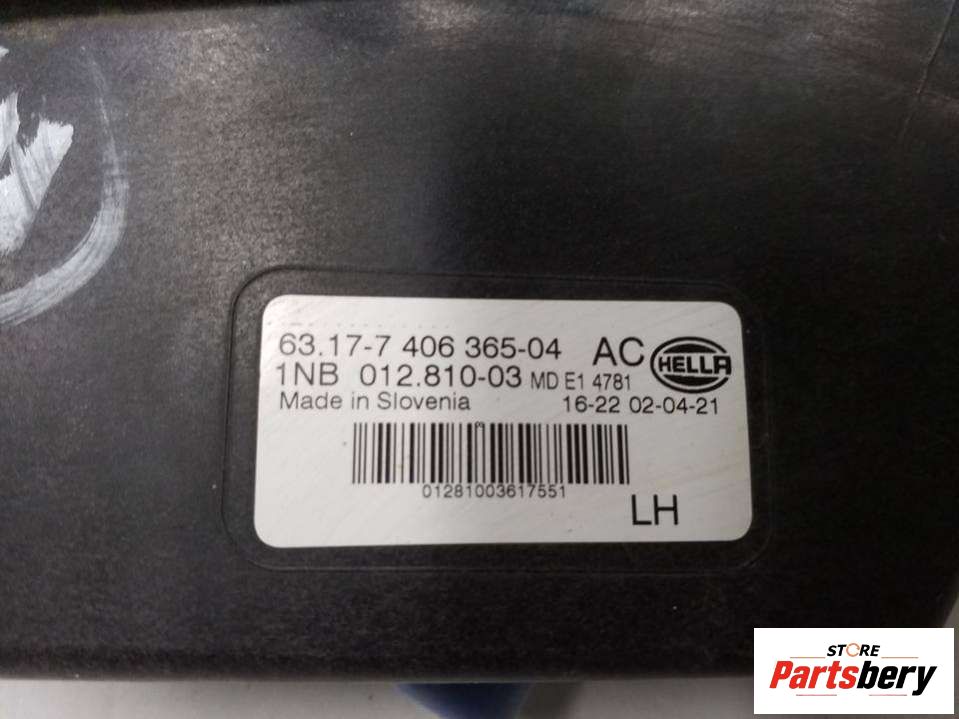 63.17-7 406 365-04 AC
1NB 012.810-03 MD E1 4781
HELLA
Made in Slovenia 16-22 02-04-21
8
01281003617551
LH
STORE
Partsbery